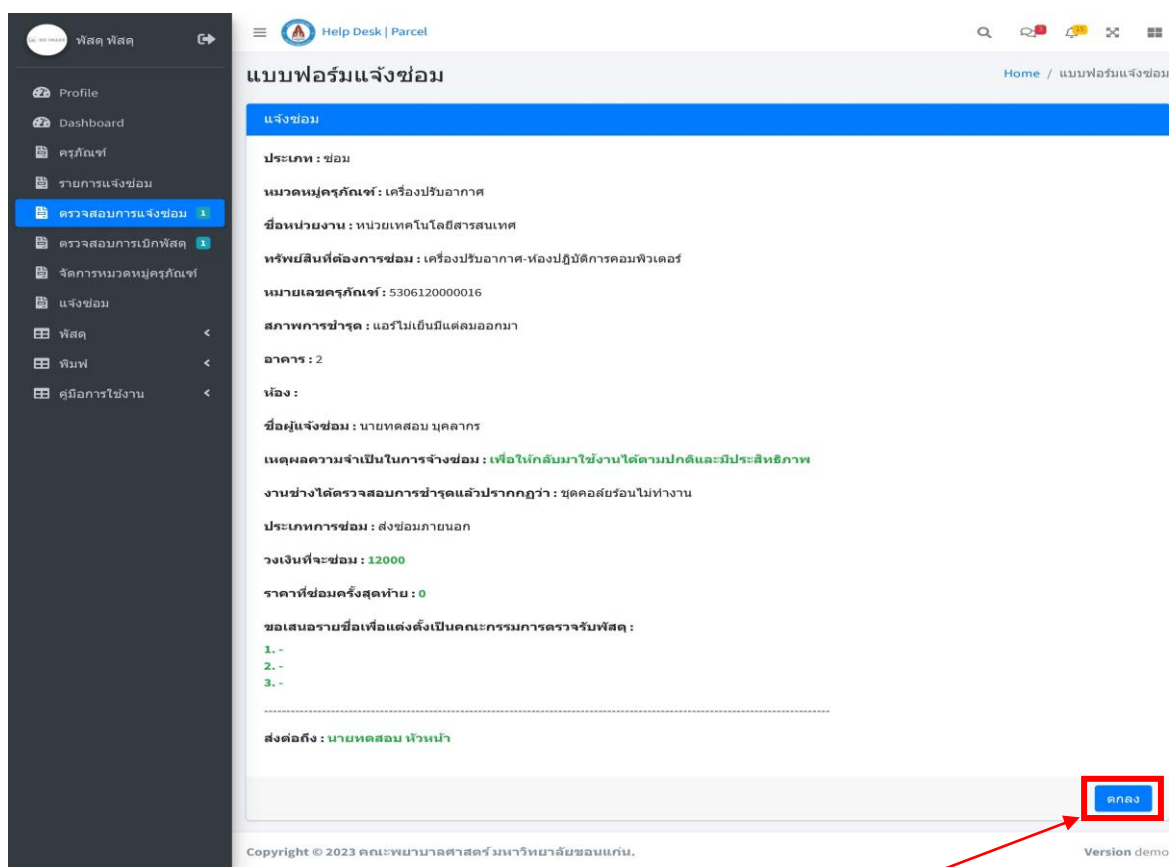 พัสดุ พัสดุ
Help Desk | Parcel
แบบฟอร์มแจ้งซ่อม
Home / แบบฟอร์มแจ้งซ่อม
Profile
Dashboard
ครุภัณฑ์
รายการแจ้งซ่อม
ตรวจสอบการแจ้งซ่อม 1
ตรวจสอบการเบิกพัสดุ 1
จัดการหมวดหมู่ครุภัณฑ์
แจ้งซ่อม
พัสดุ
พิมพ์
คู่มือการใช้งาน
แจ้งซ่อม
ประเภท : ซ่อม
หมวดหมู่ครุภัณฑ์ : เครื่องปรับอากาศ
ชื่อหน่วยงาน : หน่วยเทคโนโลยีสารสนเทศ
ทรัพย์สินที่ต้องการซ่อม : เครื่องปรับอากาศ-ห้องปฏิบัติการคอมพิวเตอร์
หมายเลขครุภัณฑ์ : 5306120000016
สภาพการชำรุด : แอร์ไม่เย็นมีแต่ลมออกมา
อาคาร : 2
ห้อง :
ชื่อผู้แจ้งซ่อม : นายทดสอบ บุคลากร
เหตุผลความจำเป็นในการจ้างซ่อม : เพื่อให้กลับมาใช้งานได้ตามปกติและมีประสิทธิภาพ
งานช่างได้ตรวจสอบการชำรุดแล้วปรากกฏว่า : ชุดคอล์ยร้อนไม่ทำงาน
ประเภทการซ่อม : ส่งซ่อมภายนอก
วงเงินที่จะซ่อม : 12000
ราคาที่ซ่อมครั้งสุดท้าย : 0
ขอเสนอรายชื่อเพื่อแต่งตั้งเป็นคณะกรรมการตรวจรับพัสดุ :
1. -
2. -
3. -
ส่งต่อถึง : นายทดสอบ หัวหน้า
ตกลง
Copyright © 2023 คณะพยาบาลศาสตร์ มหาวิทยาลัยขอนแก่น.
Version demo